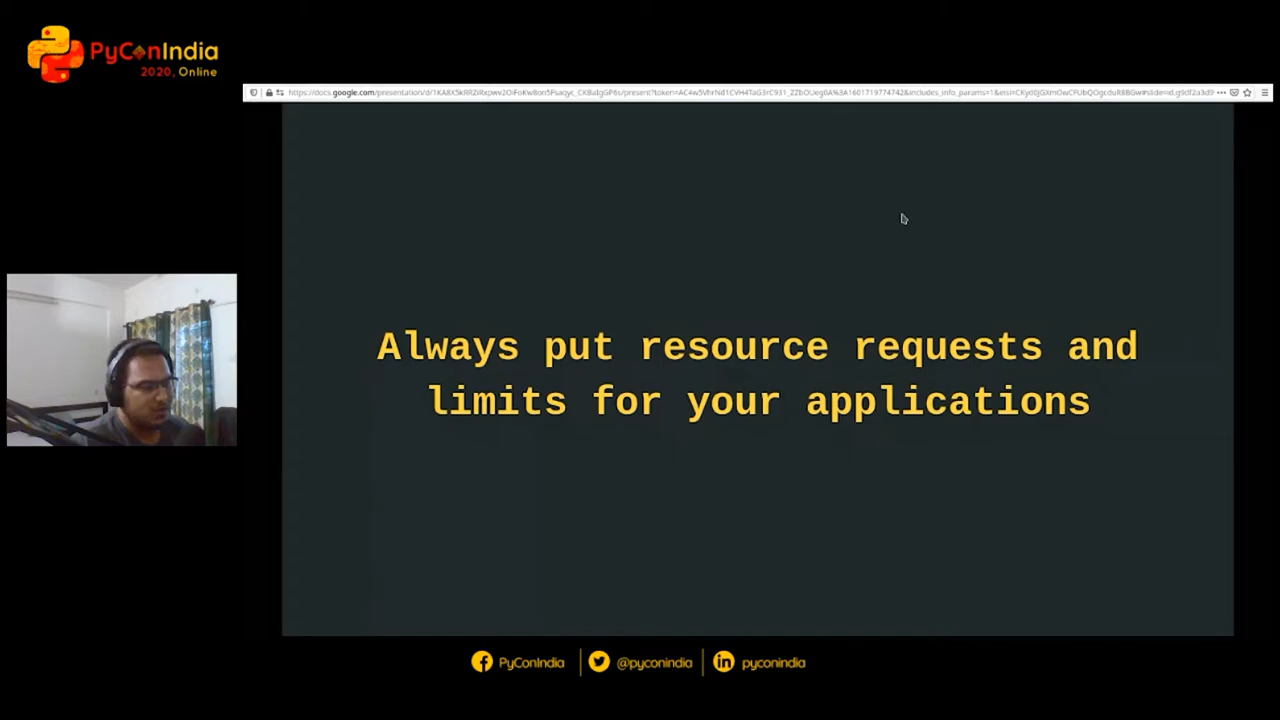 PyConIndia
2020, Online
Always put resource requests and
limits for your applications
PyConIndia
@pyconindia
pyconindia